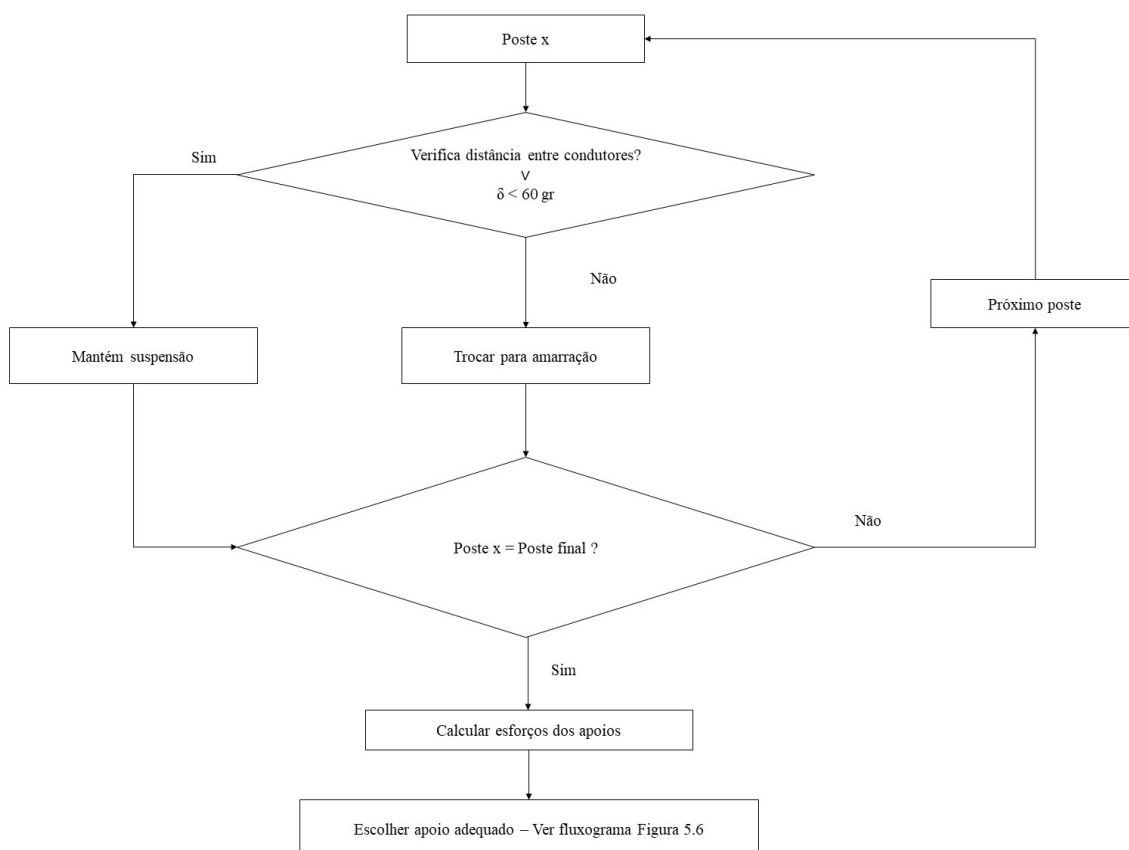 Poste x
Sim
Verifica distância entre condutores?
V
δ < 60 gr
Não
Próximo poste
Mantém suspensão
Trocar para amarração
Não
Poste x = Poste final ?
Sim
Calcular esforços dos apoios
Escolher apoio adequado – Ver fluxograma Figura 5.6